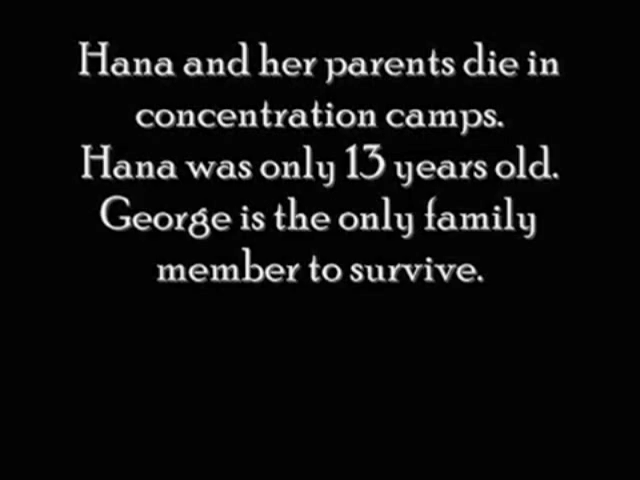 Hana and her parents die in
concentration camps.
Hana was only 13 years old.
George is the only family
member to survive.